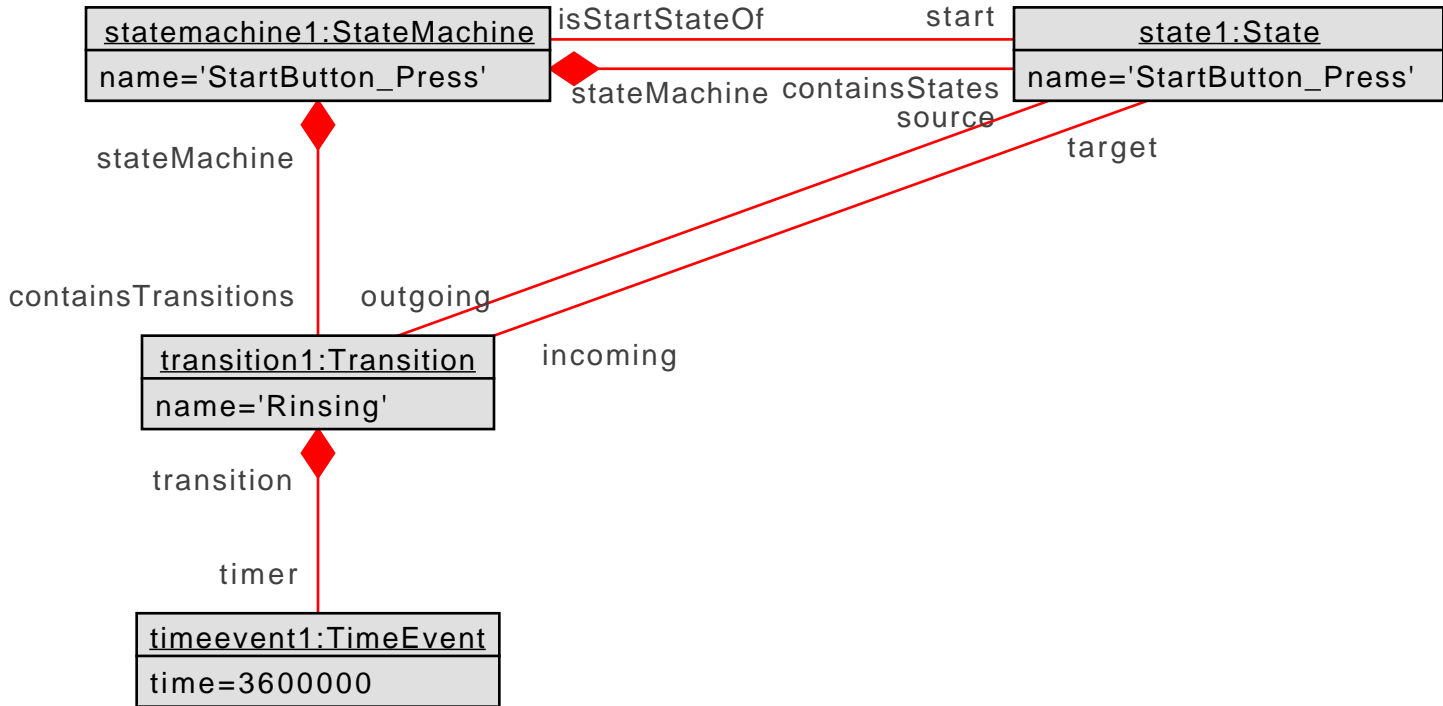 statemachine1:StateMachine
name='StartButton_Press'
isStartStateOf
start
state1:State
name='StartButton_Press'
stateMachine
containsStates
source
target
stateMachine
containsTransitions
outgoing
incoming
transition1:Transition
name='Rinsing'
transition
timer
timeevent1:TimeEvent
time=3600000